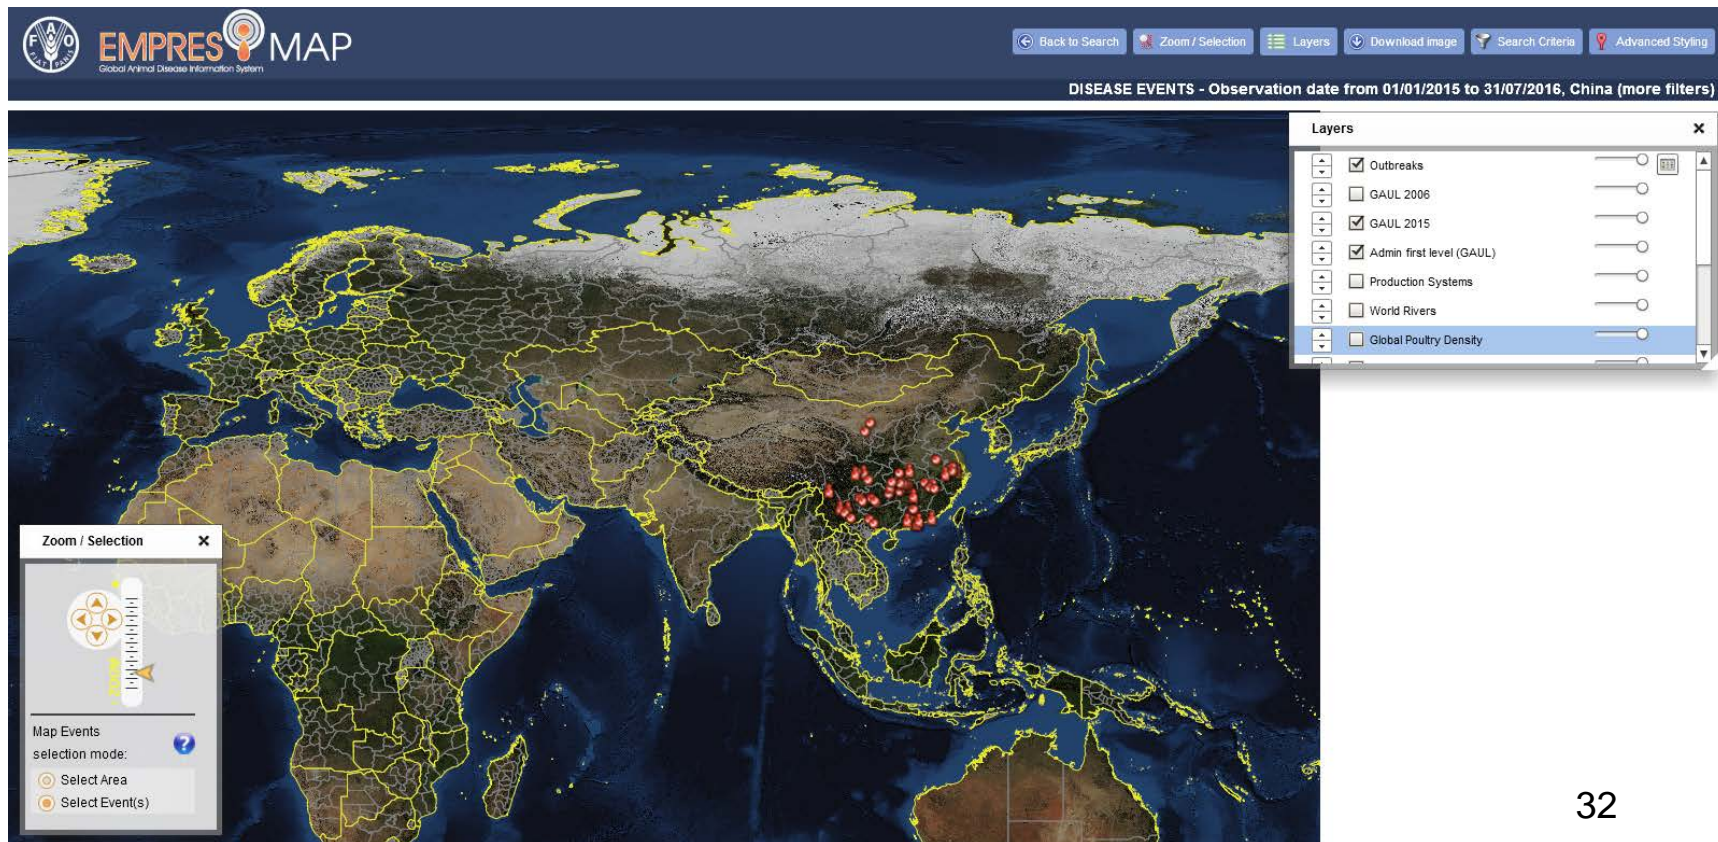 F A O
FIAT PANIS
EMPRES MAP
Global Animal Disease Information System
Back to Search
Zoom / Selection
Layers
Download image
Search Criteria
Advanced Styling
DISEASE EVENTS - Observation date from 01/01/2015 to 31/07/2016, China (more filters)
Layers
Outbreaks
GAUL 2006
GAUL 2015
Admin first level (GAUL)
Production Systems
World Rivers
Global Poultry Density
Zoom / Selection
ZOOM
Map Events
selection mode:
Select Area
Select Event(s)
32